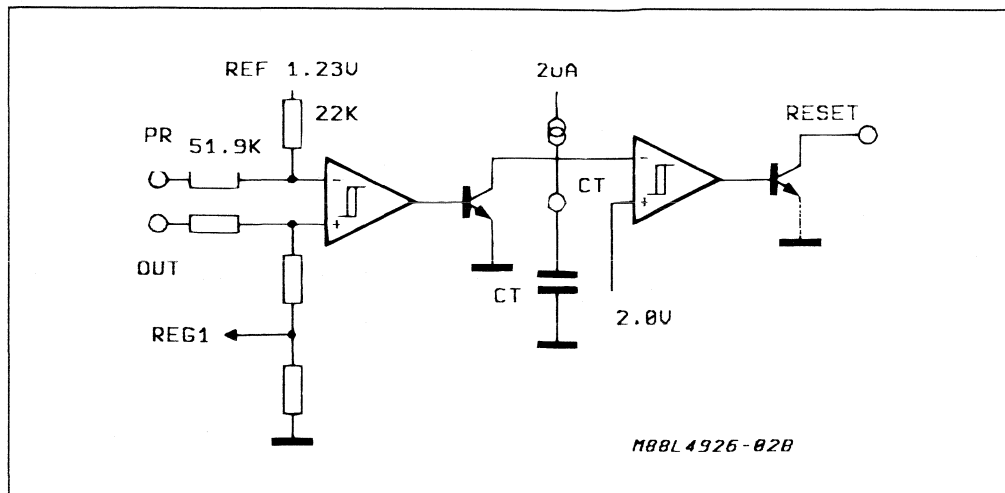 REF 1.23V
2uA
22K
RESET
PR
51.9K
-
-
CT
+
+
OUT
CT
2.0V
REG1
M88L4926-02B